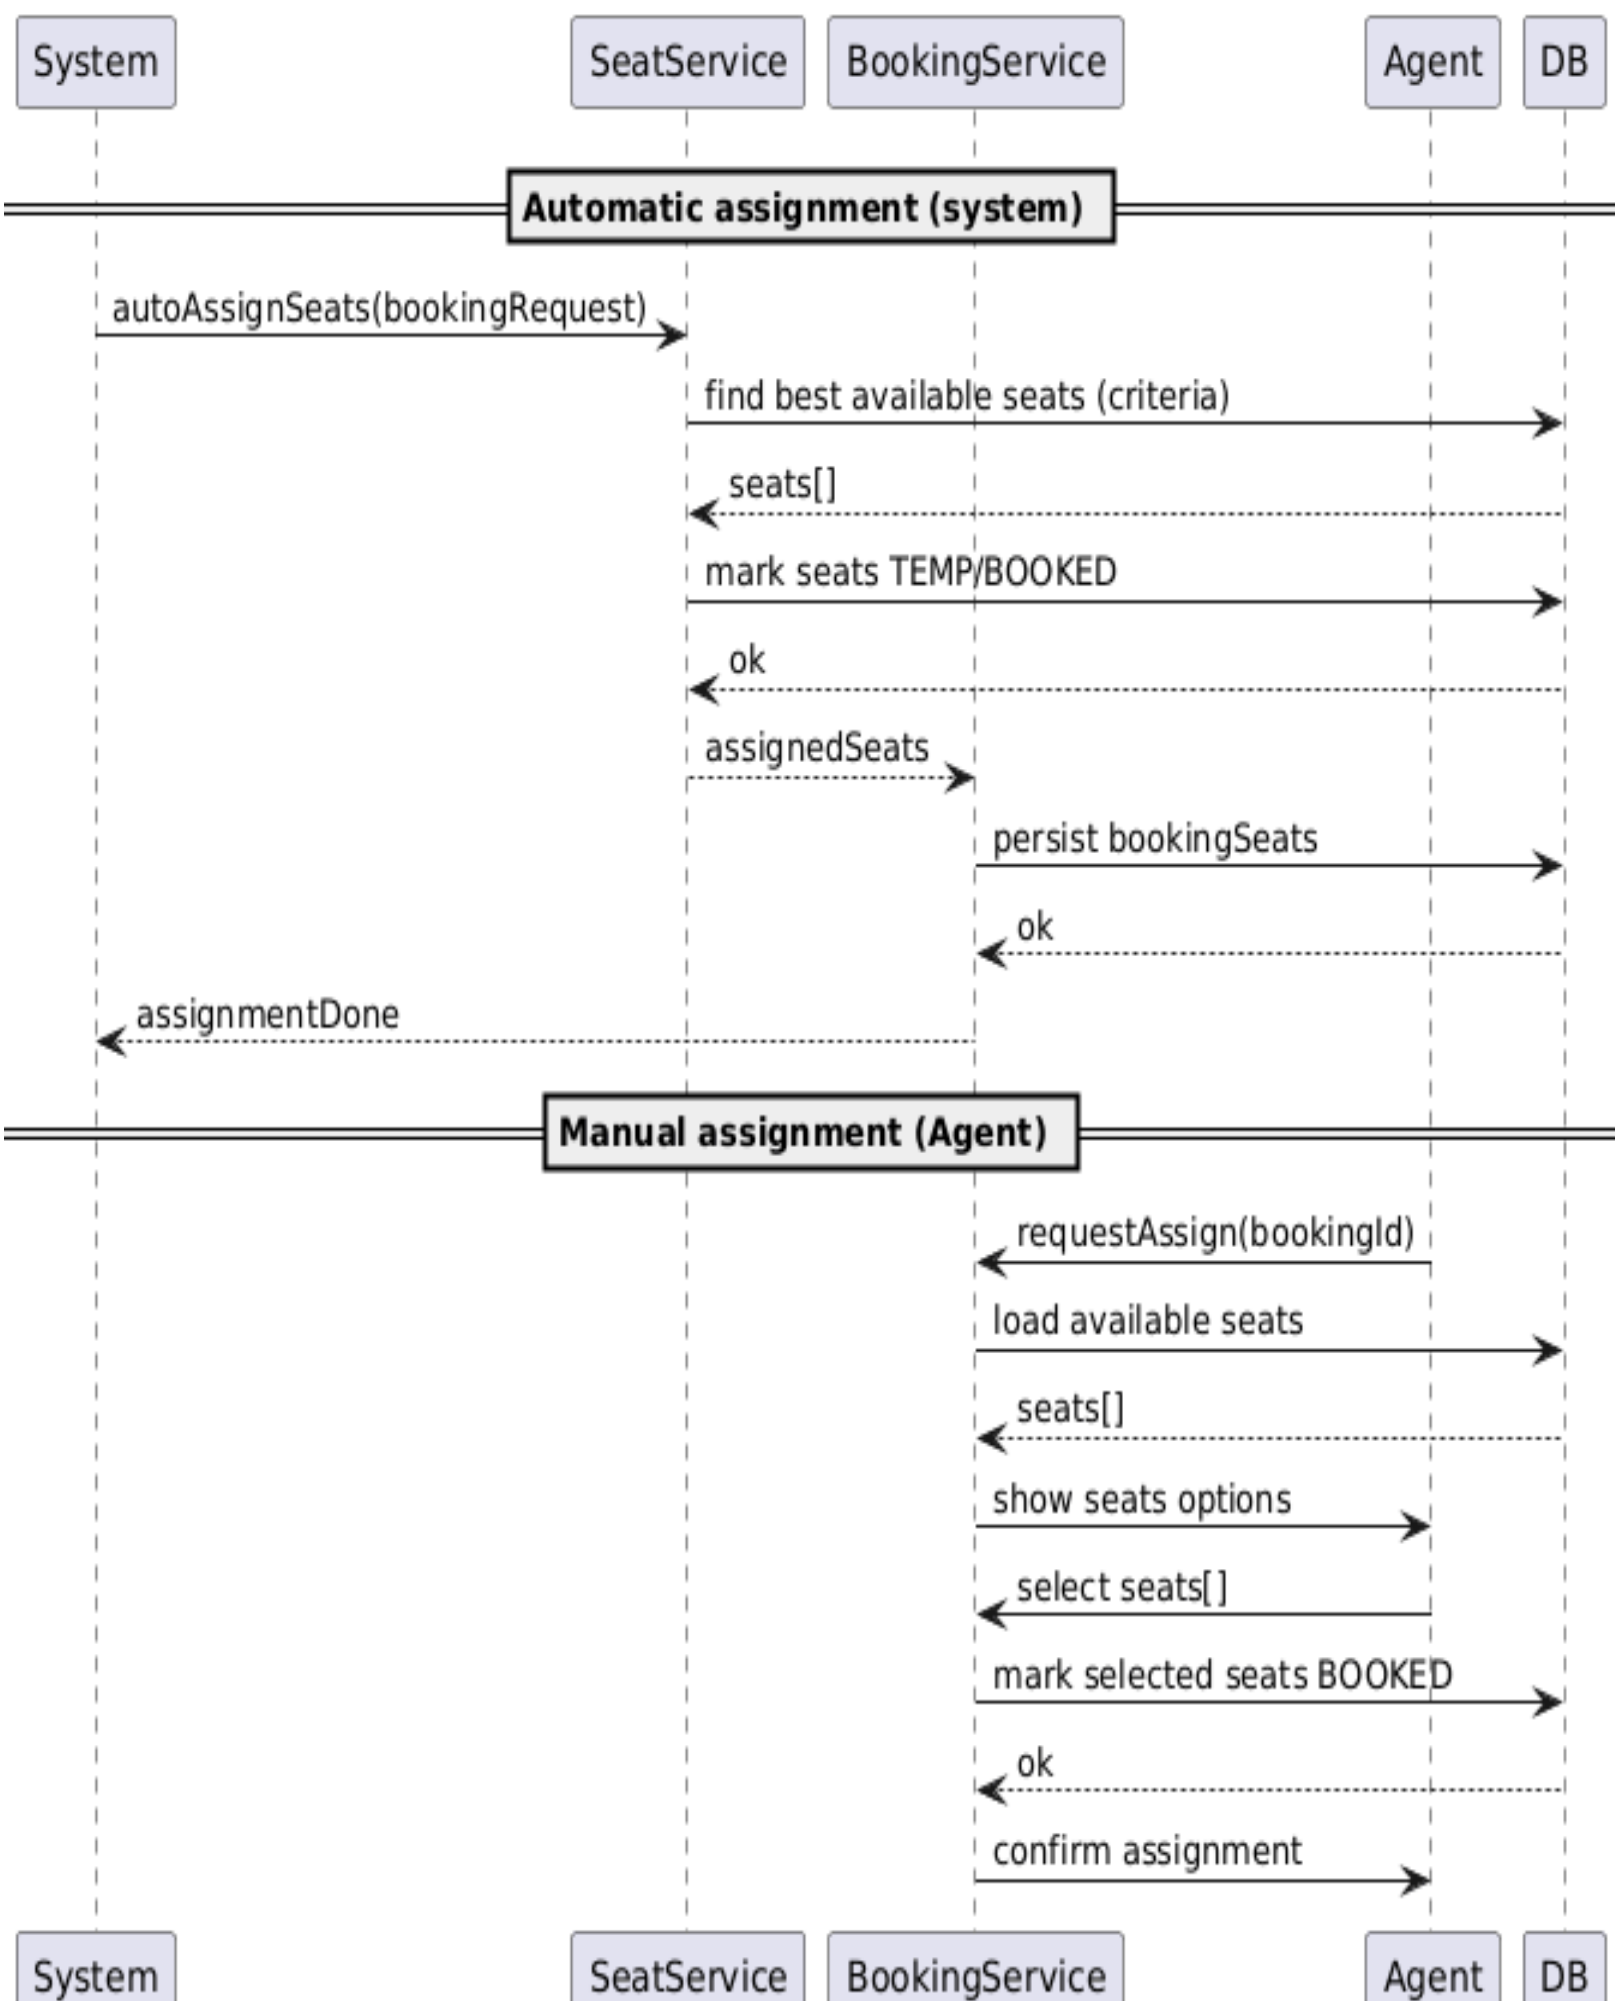 System SeatService BookingService Agent DB
Automatic assignment (system)
autoAssignSeats(bookingRequest)
find best available seats (criteria)
seats[]
mark seats TEMP/BOOKED
ok
assignedSeats
persist bookingSeats
ok
assignmentDone
Manual assignment (Agent)
requestAssign(bookingId)
load available seats
seats[]
show seats options
select seats[]
mark selected seats BOOKED
ok
confirm assignment
System SeatService BookingService Agent DB